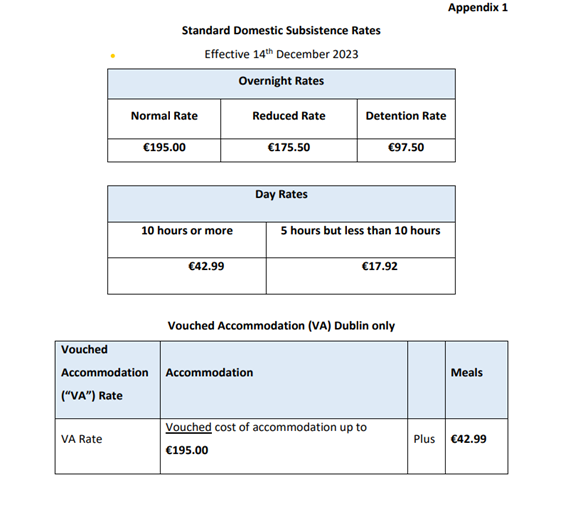 Appendix 1
Standard Domestic Subsistence Rates
Effective 14th December 2023
Overnight Rates
Normal Rate Reduced Rate Detention Rate
€195.00 €175.50 €97.50
Day Rates
10 hours or more 5 hours but less than 10 hours
€42.99 €17.92
Vouched Accommodation (VA) Dublin only
Vouched
Accommodation Accommodation Meals
(“VA”) Rate
Vouched cost of accommodation up to
VA Rate Plus €42.99
€195.00